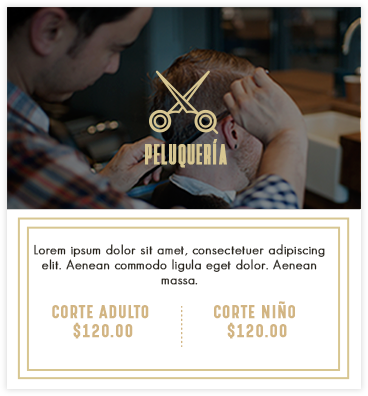 PELUQUERÍA
Lorem ipsum dolor sit amet, consectetuer adipiscing
elit. Aenean commodo ligula eget dolor. Aenean
massa.
CORTE ADULTO
$120.00
CORTE NIÑO
$120.00